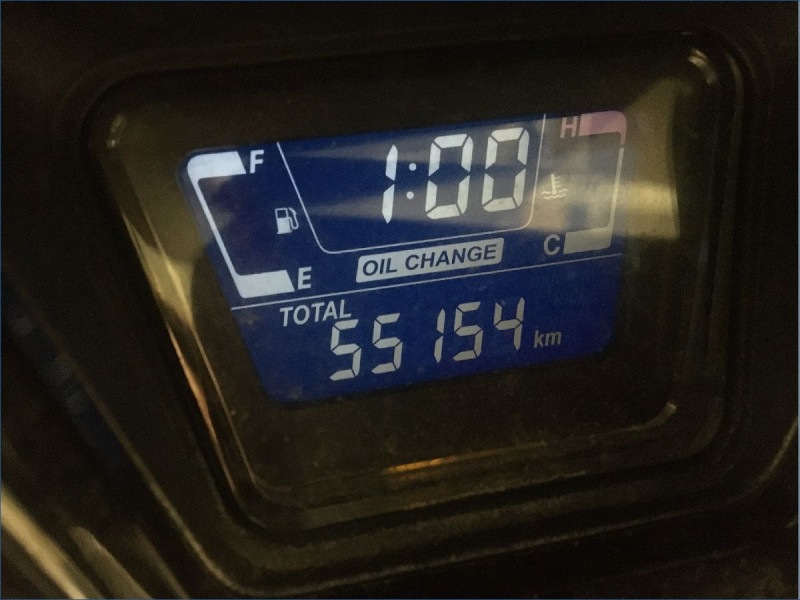 F 1:00 H
OIL CHANGE
E C
TOTAL
55154 km